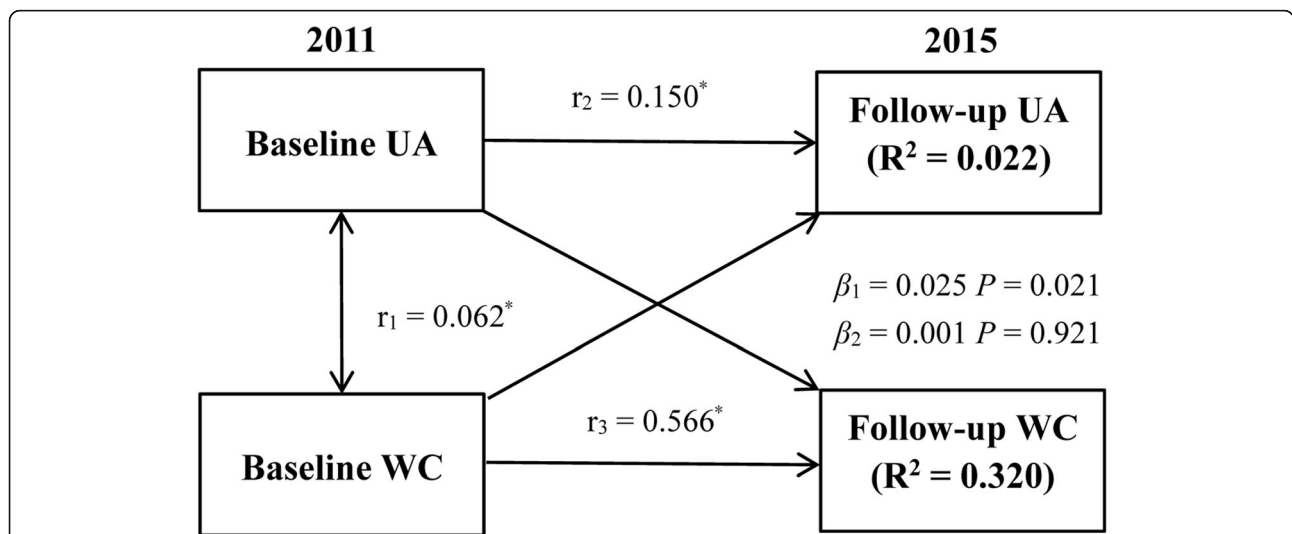 2011
2015
Baseline UA
r₂ = 0.150*
Follow-up UA
(R² = 0.022)
r₁ = 0.062*
β₁ = 0.025 P = 0.021
β₂ = 0.001 P = 0.921
Baseline WC
r₃ = 0.566*
Follow-up WC
(R² = 0.320)